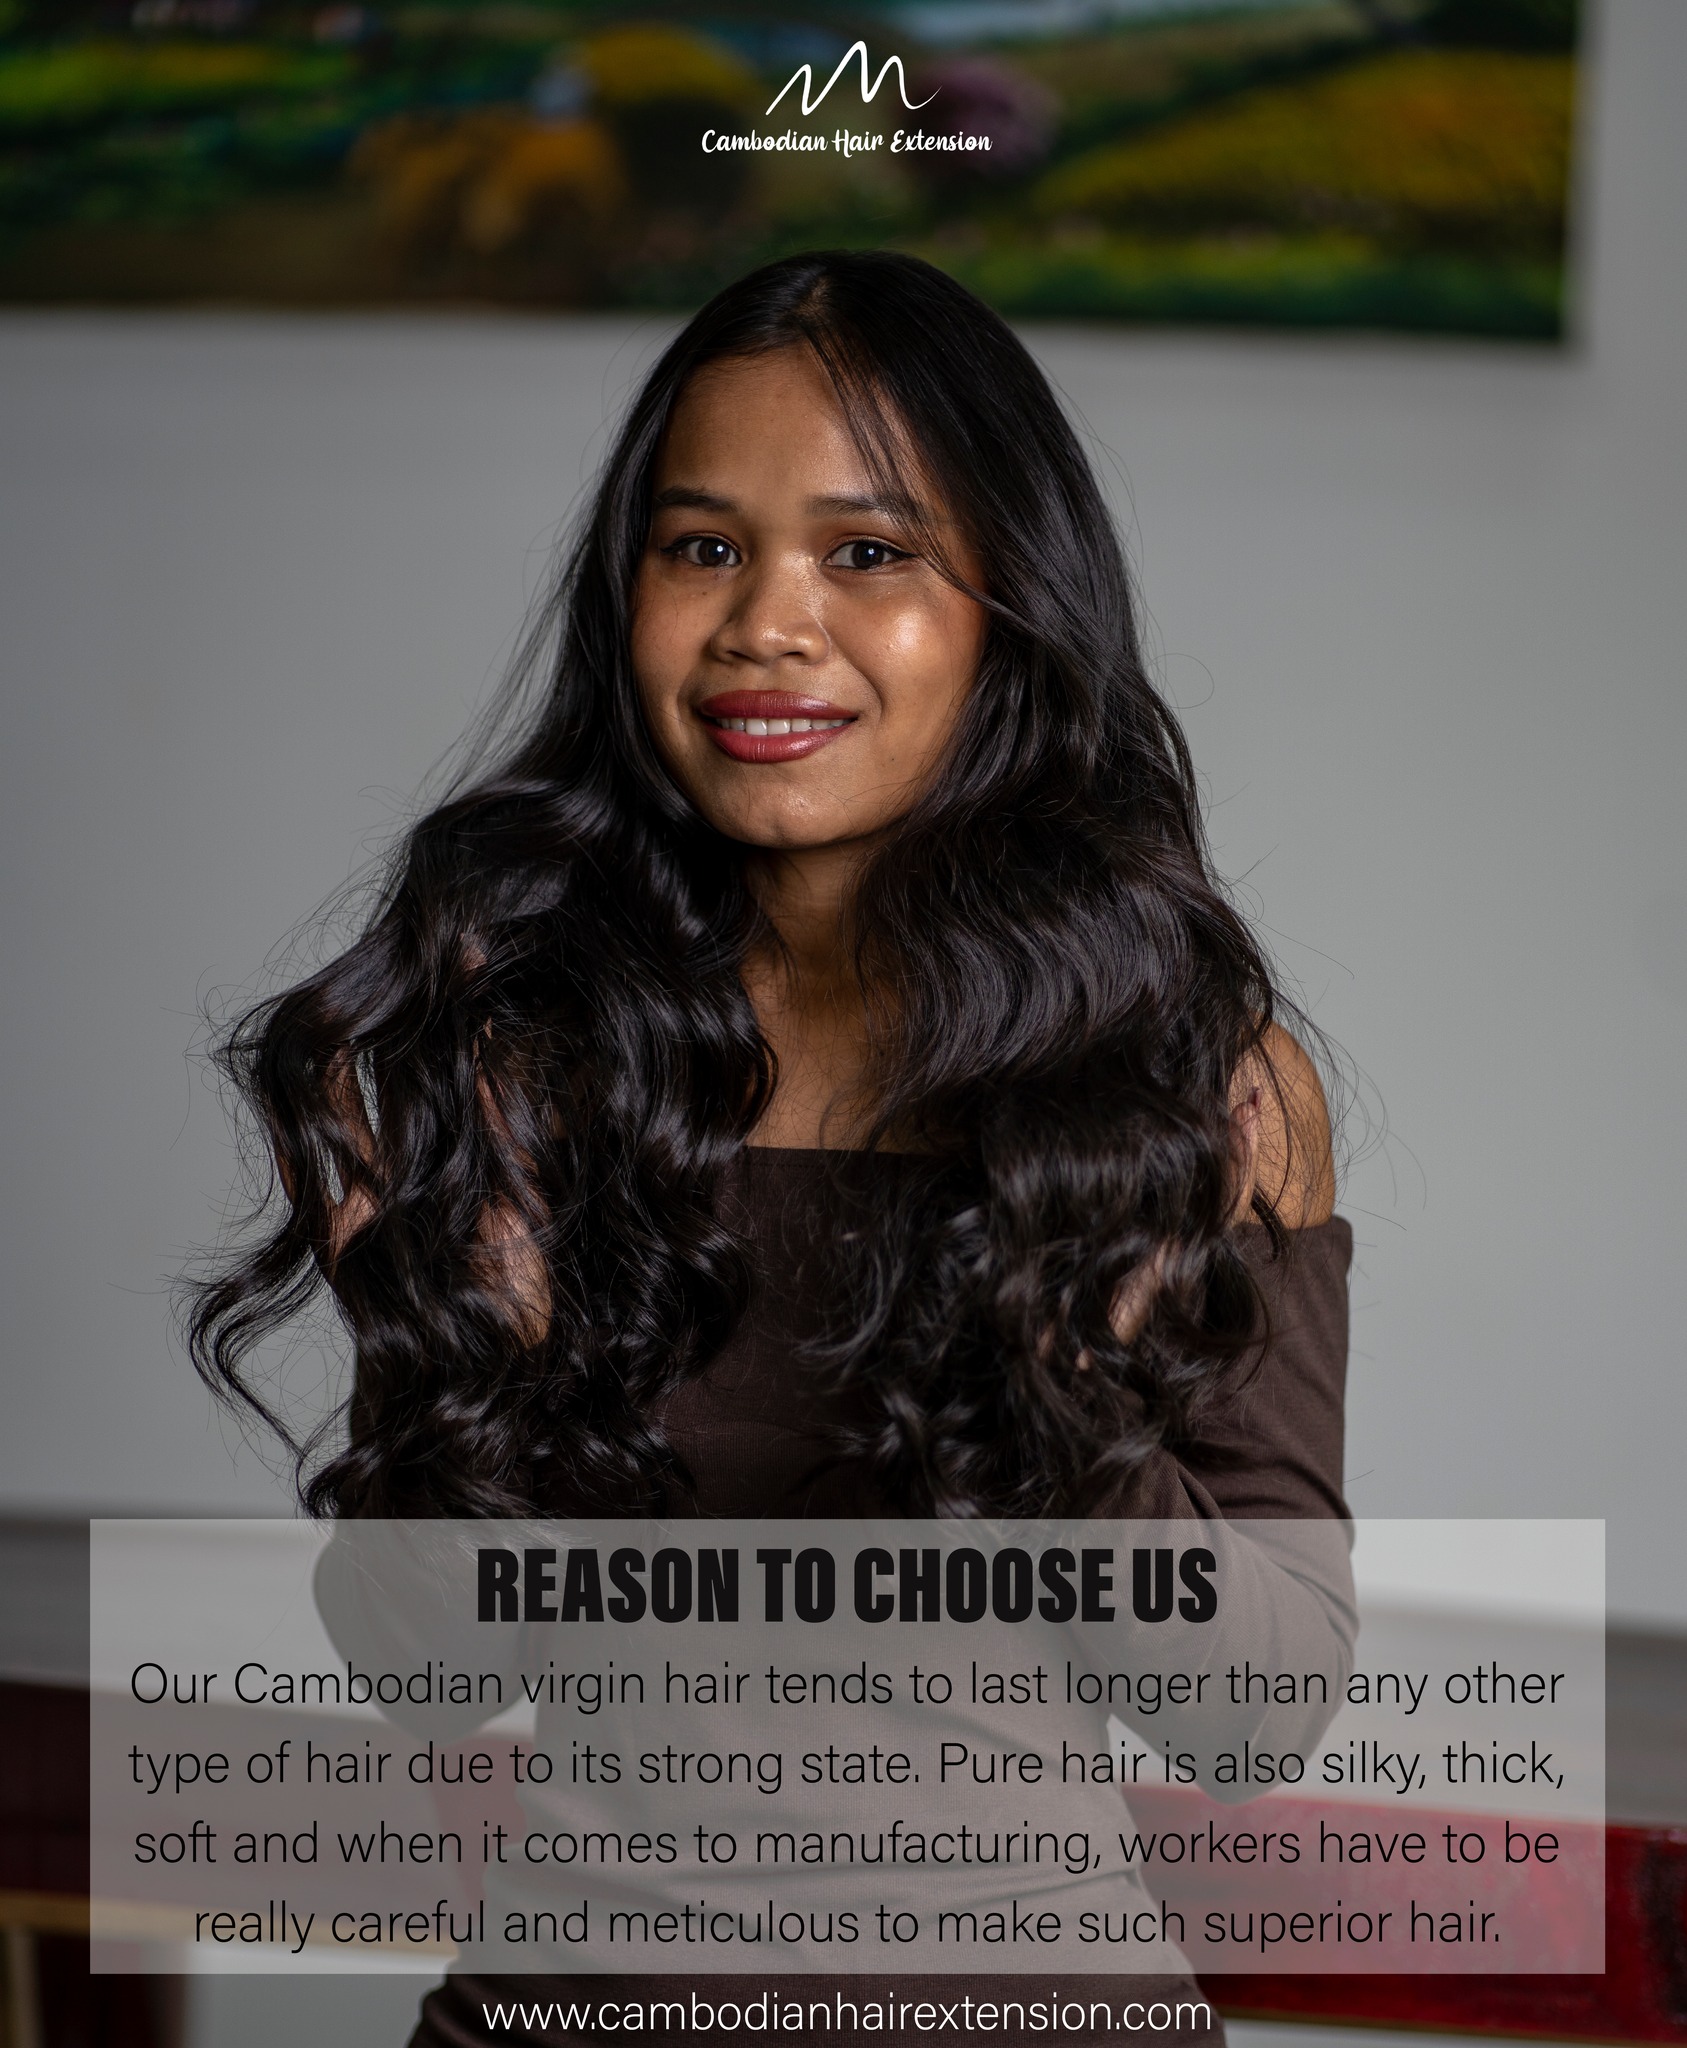 Cambodian Hair Extension
REASON TO CHOOSE US
Our Cambodian virgin hair tends to last longer than any other
type of hair due to its strong state. Pure hair is also silky, thick,
soft and when it comes to manufacturing, workers have to be
really careful and meticulous to make such superior hair.
www.cambodianhairextension.com